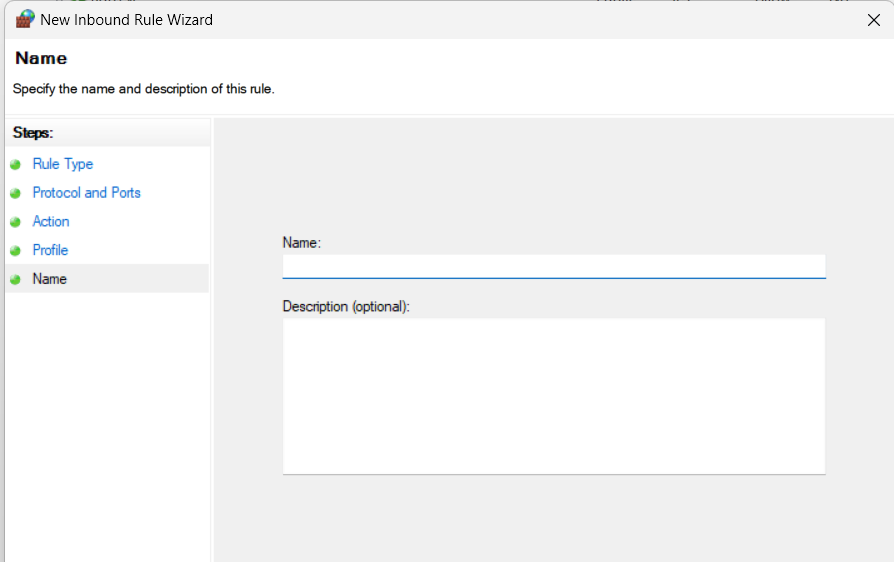 New Inbound Rule Wizard
Name
Specify the name and description of this rule.
Steps:
Rule Type
Protocol and Ports
Action
Profile
Name
Name:
Description (optional):